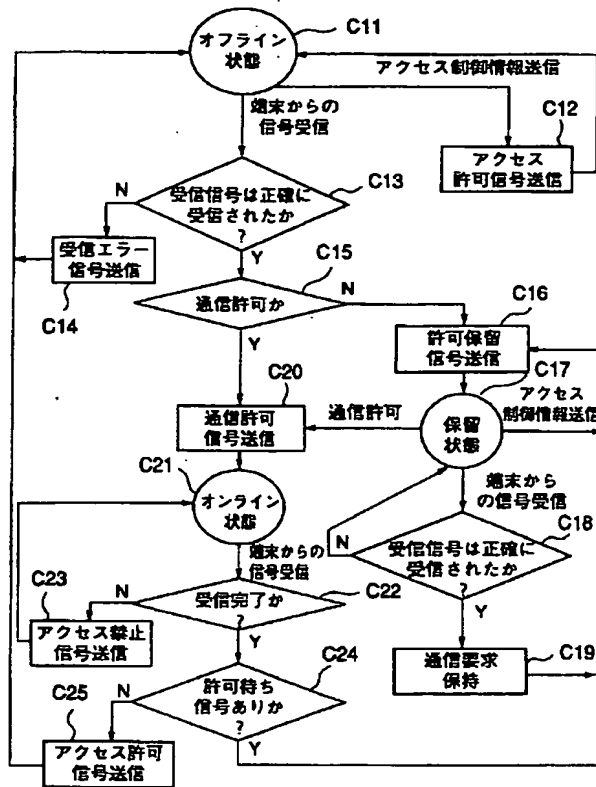 C11
オフライン
状態
アクセス制御情報送信
端末からの
信号受信
C12
アクセス
許可信号送信
C13
受信信号は正確に
受信されたか
?
N
Y
受信エラー
信号送信
C14
C15
通信許可か
N
Y
C16
許可保留
信号送信
C17
保留
状態
アクセス
制御情報送信
通信許可
C20
通信許可
信号送信
C21
オンライン
状態
端末から
の信号受信
C18
受信信号は正確に
受信されたか
?
N
Y
端末からの
信号受信
C22
受信完了か
?
N
Y
C23
アクセス禁止
信号送信
C19
通信要求
保持
C24
許可待ち
信号ありか
?
N
Y
C25
アクセス許可
信号送信